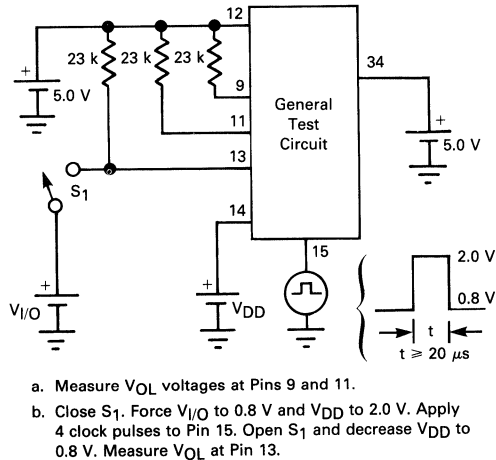 12
23 k 23 k 23 k
34
+
5.0 V
9
General
Test
Circuit
11
+
5.0 V
13
S1
14
15
+
VI/O
+
VDD
2.0 V
0.8 V
t
t ⩾ 20 μs
a. Measure VOL voltages at Pins 9 and 11.
b. Close S1. Force VI/O to 0.8 V and VDD to 2.0 V. Apply
4 clock pulses to Pin 15. Open S1 and decrease VDD to
0.8 V. Measure VOL at Pin 13.